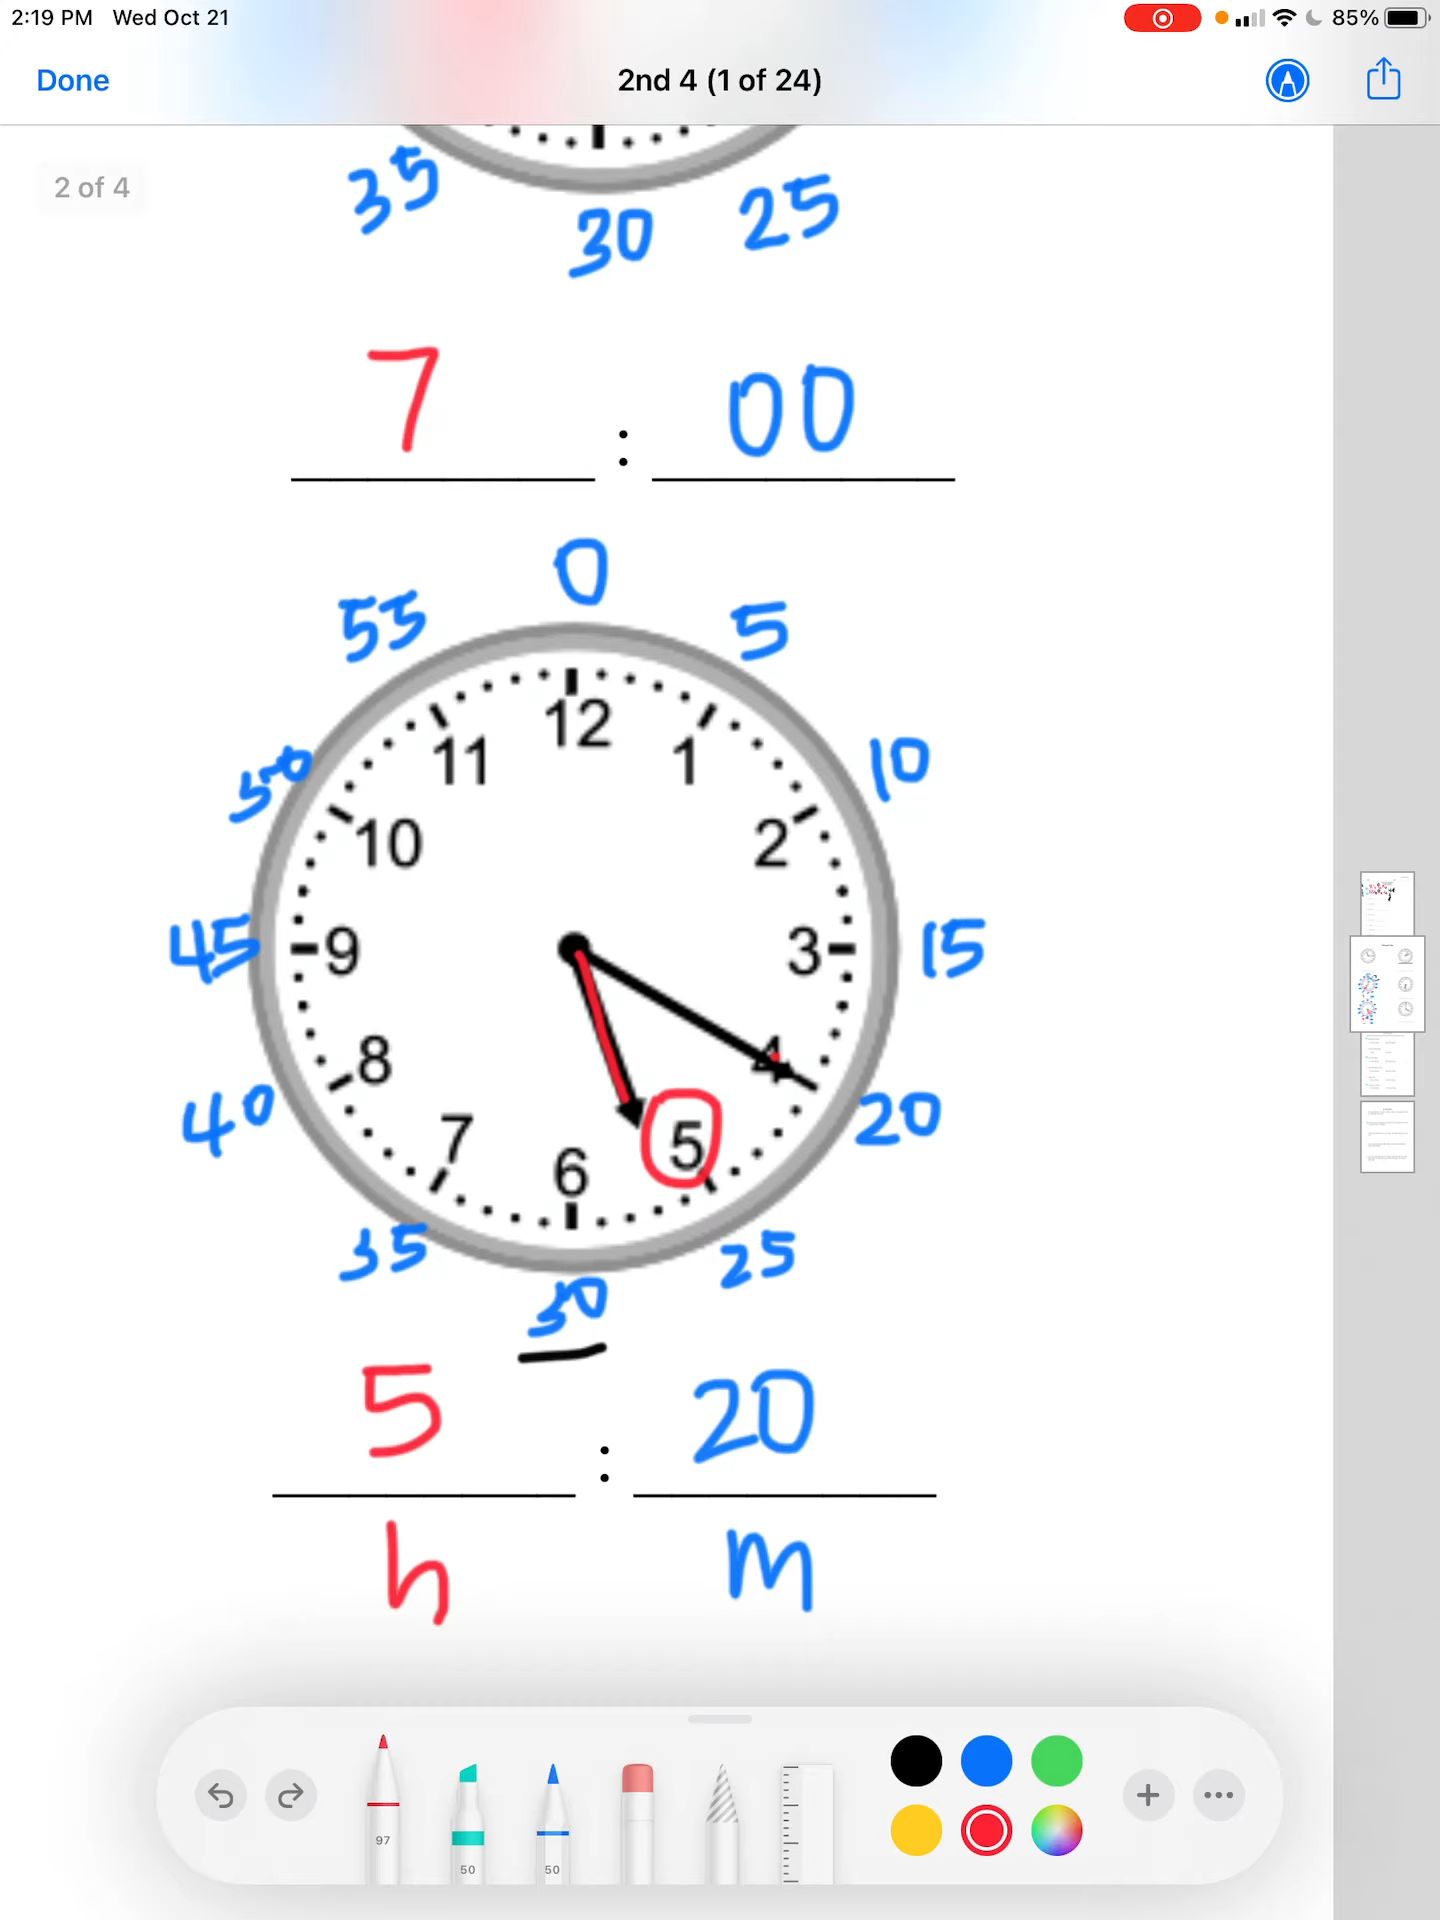 2:19 PM Wed Oct 21 85%
Done 2nd 4 (1 of 24)
2 of 4
35 30 25
7 : 00
0
55 5
12
11 1
50 10
10 2
45 9 3 15
8 4
40 20
7 5
6
35 25
30
5 : 20
h m
97 50 50